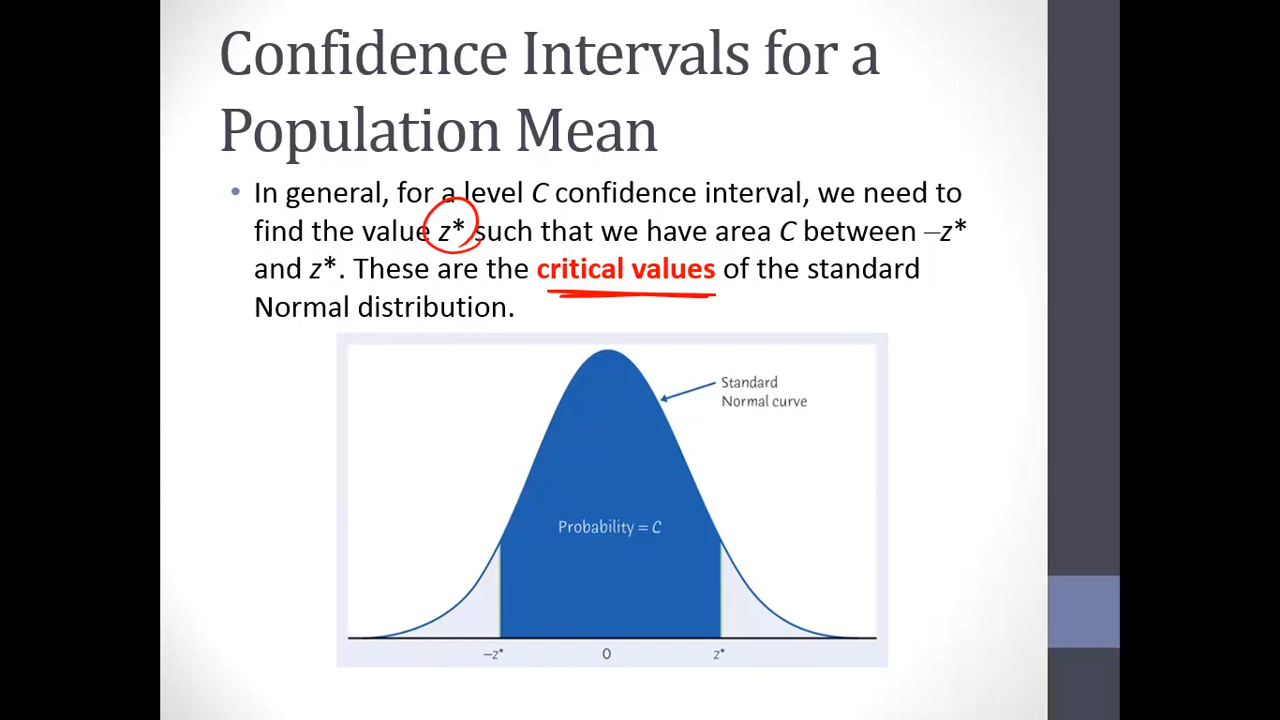 Confidence Intervals for a
Population Mean
• In general, for a level C confidence interval, we need to
find the value z* such that we have area C between –z*
and z*. These are the critical values of the standard
Normal distribution.
Standard
Normal curve
Probability = C
–z* 0 z*